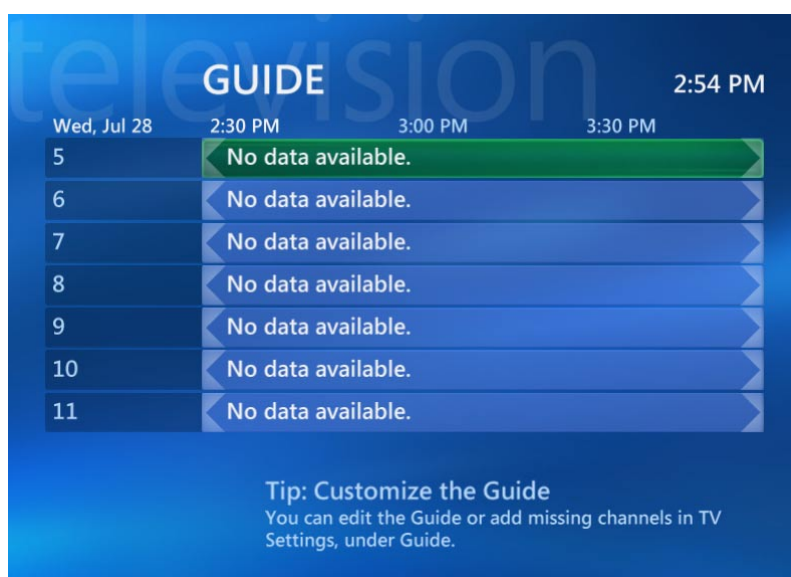 television
GUIDE 2:54 PM
Wed, Jul 28 2:30 PM 3:00 PM 3:30 PM
5 No data available.
6 No data available.
7 No data available.
8 No data available.
9 No data available.
10 No data available.
11 No data available.
Tip: Customize the Guide
You can edit the Guide or add missing channels in TV
Settings, under Guide.